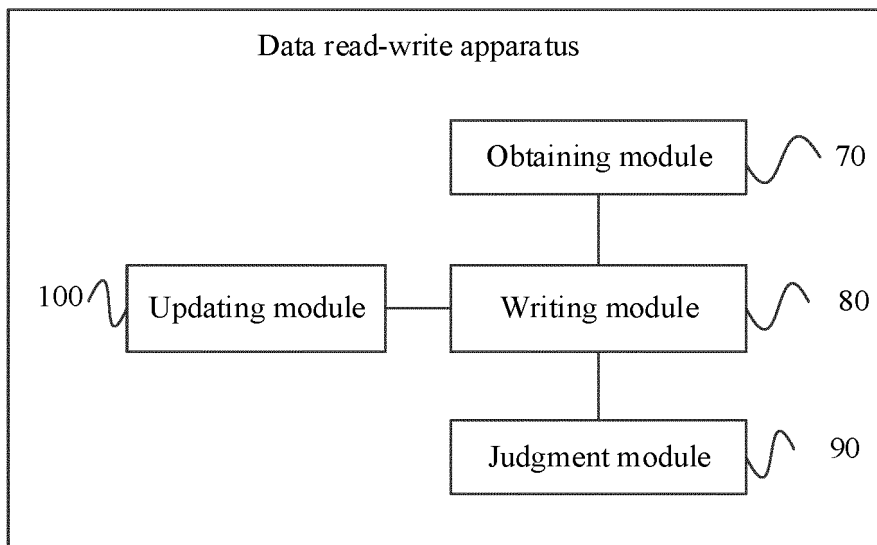 Data read-write apparatus
Obtaining module
70
100
Updating module
Writing module
80
Judgment module
90